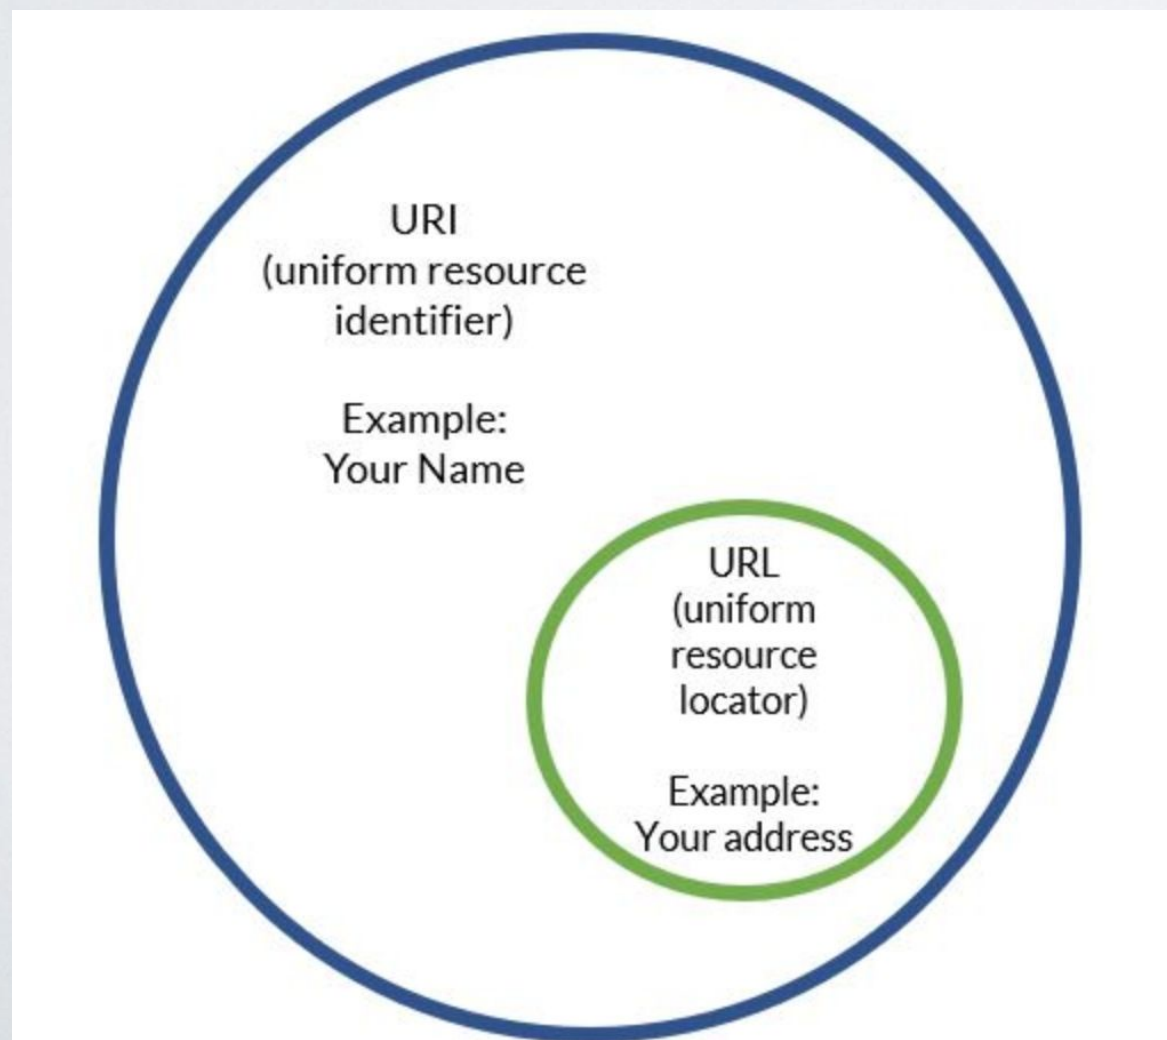 URI
(uniform resource
identifier)
Example:
Your Name
URL
(uniform
resource
locator)
Example:
Your address